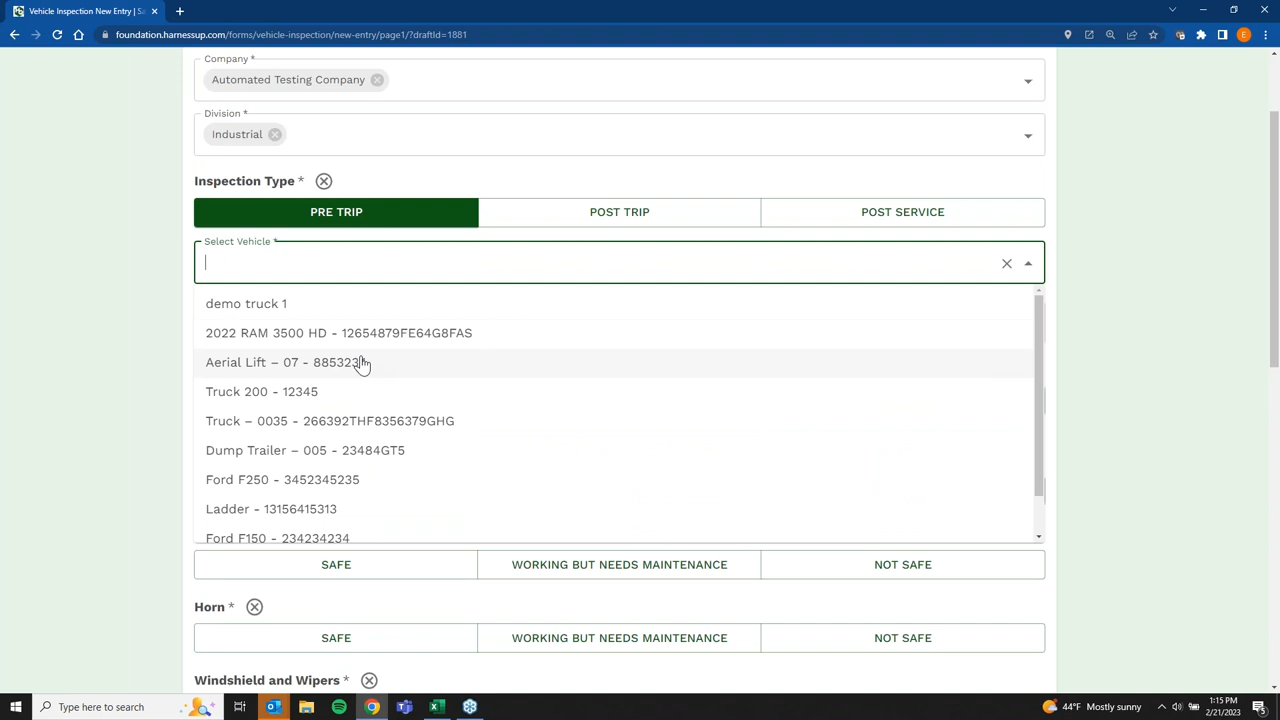 Vehicle Inspection New Entry | Sa
foundation.harnessup.com/forms/vehicle-inspection/new-entry/page1/?draftId=1881
E
Company *
Automated Testing Company
Division *
Industrial
Inspection Type *
PRE TRIP
POST TRIP
POST SERVICE
Select Vehicle *
demo truck 1
2022 RAM 3500 HD - 12654879FE64G8FAS
Aerial Lift – 07 - 885323
Truck 200 - 12345
Truck – 0035 - 266392THF8356379GHG
Dump Trailer – 005 - 23484GT5
Ford F250 - 3452345235
Ladder - 13156415313
Ford F150 - 234234234
SAFE
WORKING BUT NEEDS MAINTENANCE
NOT SAFE
Horn *
SAFE
WORKING BUT NEEDS MAINTENANCE
NOT SAFE
Windshield and Wipers *
Type here to search
44°F Mostly sunny
1:15 PM
2/21/2023
5